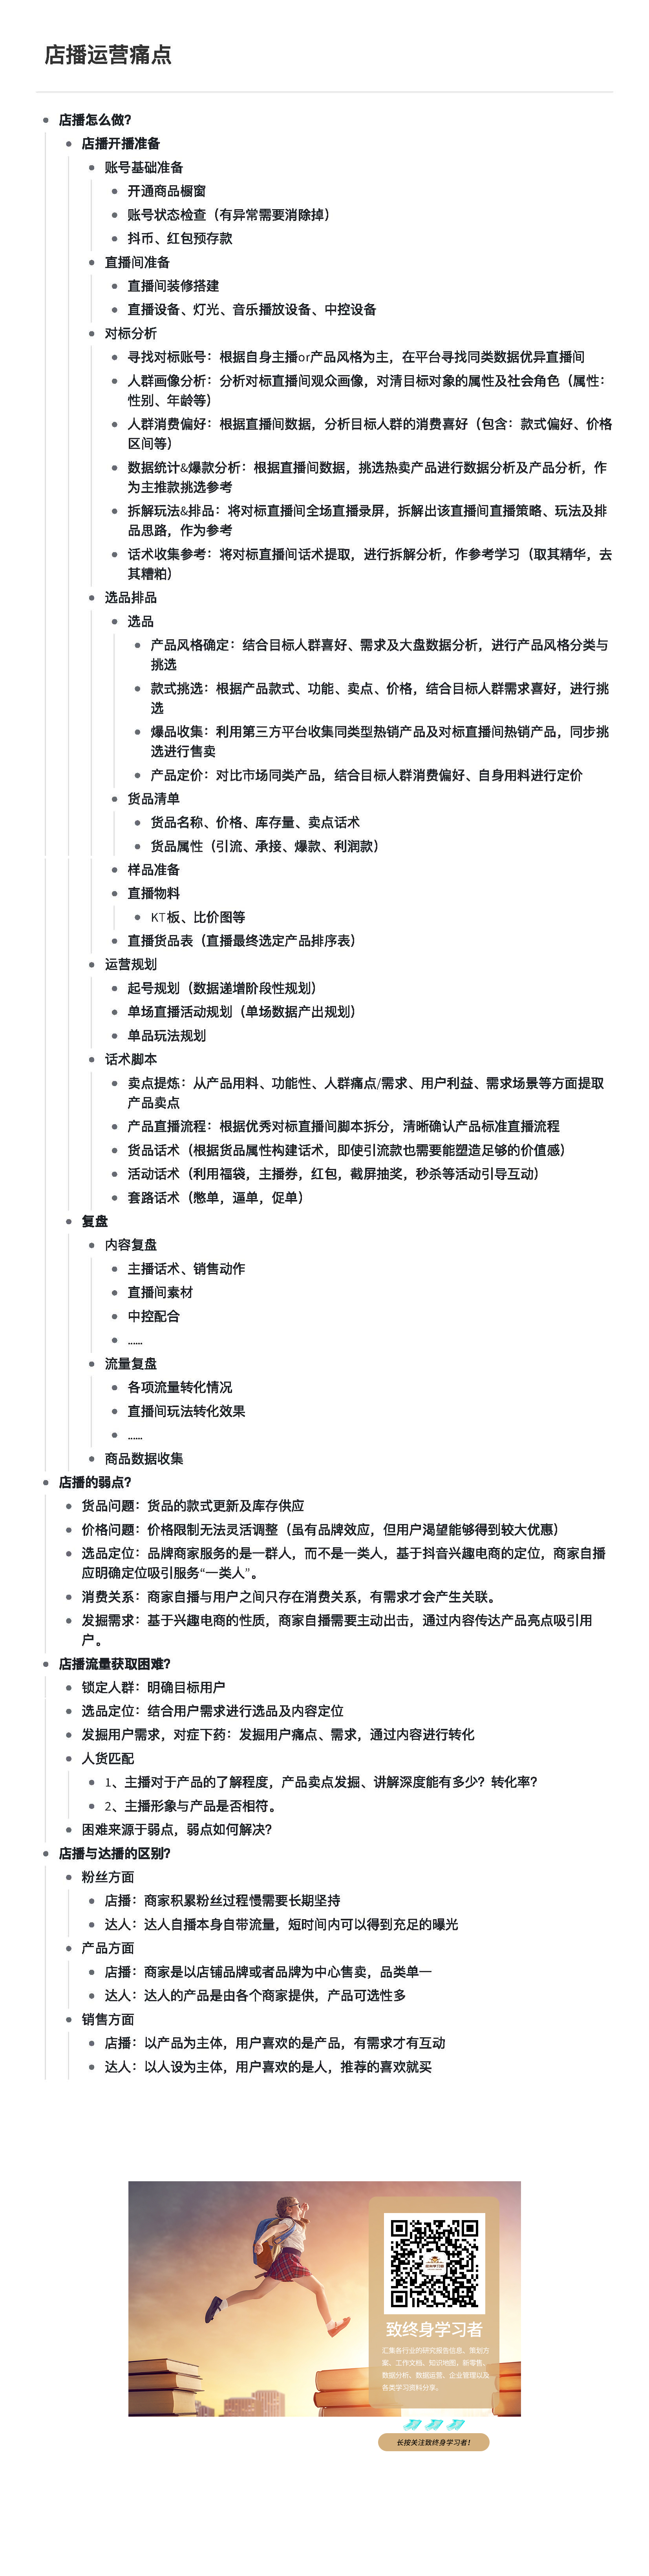 店播运营痛点
店播怎么做？
店播开播准备
账号基础准备
开通商品橱窗
账号状态检查（有异常需要消除掉）
抖币、红包预存款
直播间准备
直播间装修搭建
直播设备、灯光、音乐播放设备、中控设备
对标分析
寻找对标账号：根据自身主播or产品风格为主，在平台寻找同类数据优异直播间
人群画像分析：分析对标直播间观众画像，对清目标对象的属性及社会角色（属性：
性别、年龄等）
人群消费偏好：根据直播间数据，分析目标人群的消费喜好（包含：款式偏好、价格
区间等）
数据统计&爆款分析：根据直播间数据，挑选热卖产品进行数据分析及产品分析，作
为主推款挑选参考
拆解玩法&排品：将对标直播间全场直播录屏，拆解出该直播间直播策略、玩法及排
品思路，作为参考
话术收集参考：将对标直播间话术提取，进行拆解分析，作参考学习（取其精华，去
其糟粕）
选品排品
选品
产品风格确定：结合目标人群喜好、需求及大盘数据分析，进行产品风格分类与
挑选
款式挑选：根据产品款式、功能、卖点、价格，结合目标人群需求喜好，进行挑
选
爆品收集：利用第三方平台收集同类型热销产品及对标直播间热销产品，同步挑
选进行售卖
产品定价：对比市场同类产品，结合目标人群消费偏好、自身用料进行定价
货品清单
货品名称、价格、库存量、卖点话术
货品属性（引流、承接、爆款、利润款）
样品准备
直播物料
KT板、比价图等
直播货品表（直播最终选定产品排序表）
运营规划
起号规划（数据递增阶段性规划）
单场直播活动规划（单场数据产出规划）
单品玩法规划
话术脚本
卖点提炼：从产品用料、功能性、人群痛点/需求、用户利益、需求场景等方面提取
产品卖点
产品直播流程：根据优秀对标直播间脚本拆分，清晰确认产品标准直播流程
货品话术（根据货品属性构建话术，即使引流款也需要能塑造足够的价值感）
活动话术（利用福袋，主播券，红包，截屏抽奖，秒杀等活动引导互动）
套路话术（憋单，逼单，促单）
复盘
内容复盘
主播话术、销售动作
直播间素材
中控配合
......
流量复盘
各项流量转化情况
直播间玩法转化效果
......
商品数据收集
店播的弱点？
货品问题：货品的款式更新及库存供应
价格问题：价格限制无法灵活调整（虽有品牌效应，但用户渴望能够得到较大优惠）
选品定位：品牌商家服务的是一群人，而不是一类人，基于抖音兴趣电商的定位，商家自播
应明确定位吸引服务“一类人”。
消费关系：商家自播与用户之间只存在消费关系，有需求才会产生关联。
发掘需求：基于兴趣电商的性质，商家自播需要主动出击，通过内容传达产品亮点吸引用
户。
店播流量获取困难？
锁定人群：明确目标用户
选品定位：结合用户需求进行选品及内容定位
发掘用户需求，对症下药：发掘用户痛点、需求，通过内容进行转化
人货匹配
1、主播对于产品的了解程度，产品卖点发掘、讲解深度能有多少？转化率？
2、主播形象与产品是否相符。
困难来源于弱点，弱点如何解决？
店播与达播的区别？
粉丝方面
店播：商家积累粉丝过程慢需要长期坚持
达人：达人自播本身自带流量，短时间内可以得到充足的曝光
产品方面
店播：商家是以店铺品牌或者品牌为中心售卖，品类单一
达人：达人的产品是由各个商家提供，产品可选性多
销售方面
店播：以产品为主体，用户喜欢的是产品，有需求才有互动
达人：以人设为主体，用户喜欢的是人，推荐的喜欢就买
致终身学习者
汇集各行业的研究报告信息、策划方
案、工作文档、知识地图，新零售、
数据分析、数据运营、企业管理以及
各类学习资料分享。
长按关注致终身学习者！